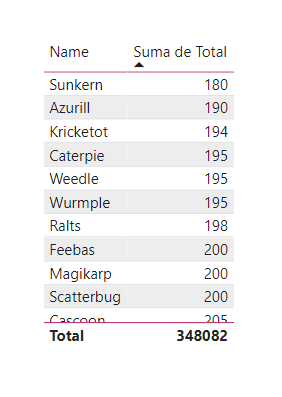 Name Suma de Total
Sunkern 180
Azurill 190
Kricketot 194
Caterpie 195
Weedle 195
Wurmple 195
Ralts 198
Feebas 200
Magikarp 200
Scatterbug 200
Cascoon 205
Total 348082